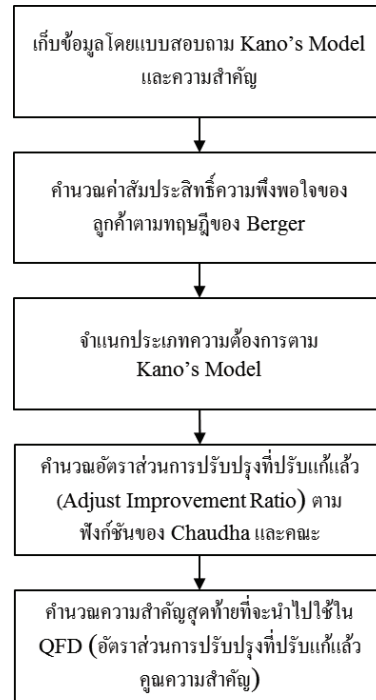 เก็บข้อมูลโดยแบบสอบถาม Kano’s Model
และความสำคัญ
คำนวณค่าสัมประสิทธิ์ความพึงพอใจของ
ลูกค้าตามทฤษฎีของ Berger
จำแนกประเภทความต้องการตาม
Kano’s Model
คำนวณอัตราส่วนการปรับปรุงที่ปรับแก้แล้ว
(Adjust Improvement Ratio) ตาม
ฟังก์ชันของ Chaudha และคณะ
คำนวณความสำคัญสุดท้ายที่จะนำไปใช้ใน
QFD (อัตราส่วนการปรับปรุงที่ปรับแก้แล้ว
คูณความสำคัญ)